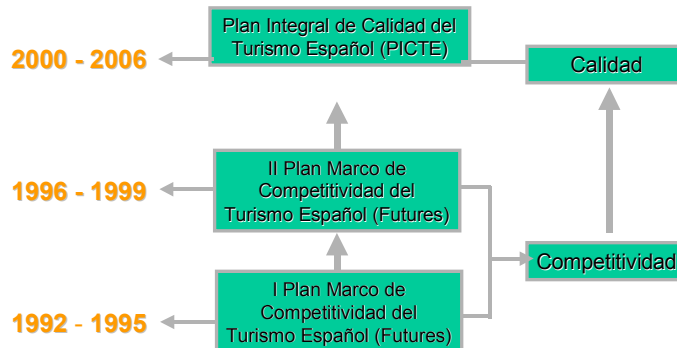 Plan Integral de Calidad del
Turismo Español (PICTE)
2000 - 2006
Calidad
II Plan Marco de
Competitividad del
Turismo Español (Futures)
1996 - 1999
Competitividad
I Plan Marco de
Competitividad del
Turismo Español (Futures)
1992 - 1995